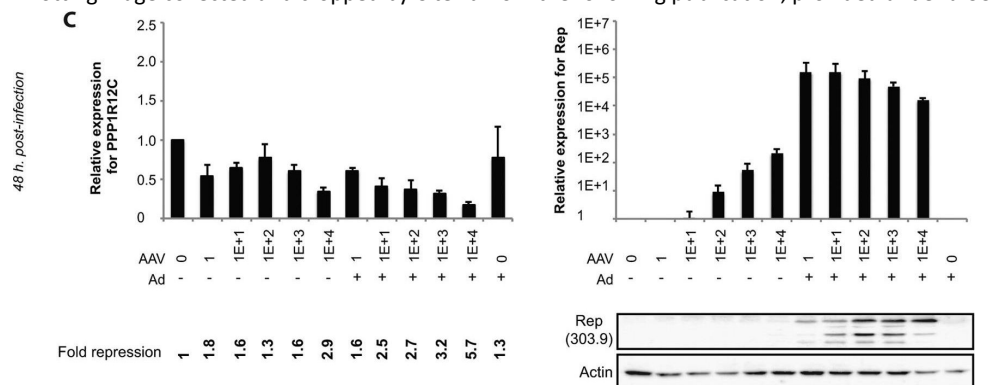 C
48 h. post-infection
Relative expression
for PPP1R12C
2.5
2.0
1.5
1.0
0.5
0
AAV 0 1 1E+1 1E+2 1E+3 1E+4 1 1E+1 1E+2 1E+3 1E+4 0
Ad - - - - - - + + + + + +
Fold repression 1 1.8 1.6 1.3 1.6 2.9 1.6 2.5 2.7 3.2 5.7 1.3
Relative expression for Rep
1E+7
1E+6
1E+5
1E+4
1E+3
1E+2
1E+1
1
AAV 0 1 1E+1 1E+2 1E+3 1E+4 1 1E+1 1E+2 1E+3 1E+4 0
Ad - - - - - - + + + + + +
Rep
(303.9)
Actin